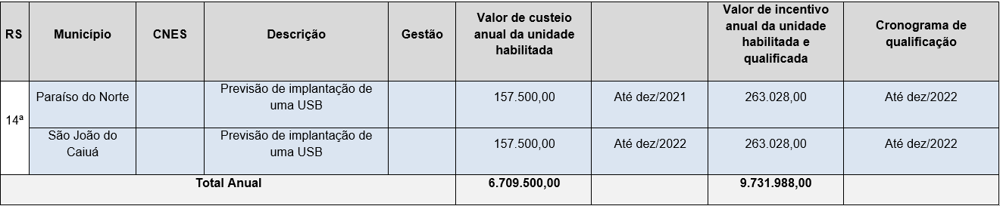 RS
Município
CNES
Descrição
Gestão
Valor de custeio
anual da unidade
habilitada
Valor de incentivo
anual da unidade
habilitada e
qualificada
Cronograma de
qualificação
14ª
Paraíso do Norte
Previsão de implantação de
uma USB
157.500,00
Até dez/2021
263.028,00
Até dez/2022
São João do
Caiuá
Previsão de implantação de
uma USB
157.500,00
Até dez/2022
263.028,00
Até dez/2022
Total Anual
6.709.500,00
9.731.988,00